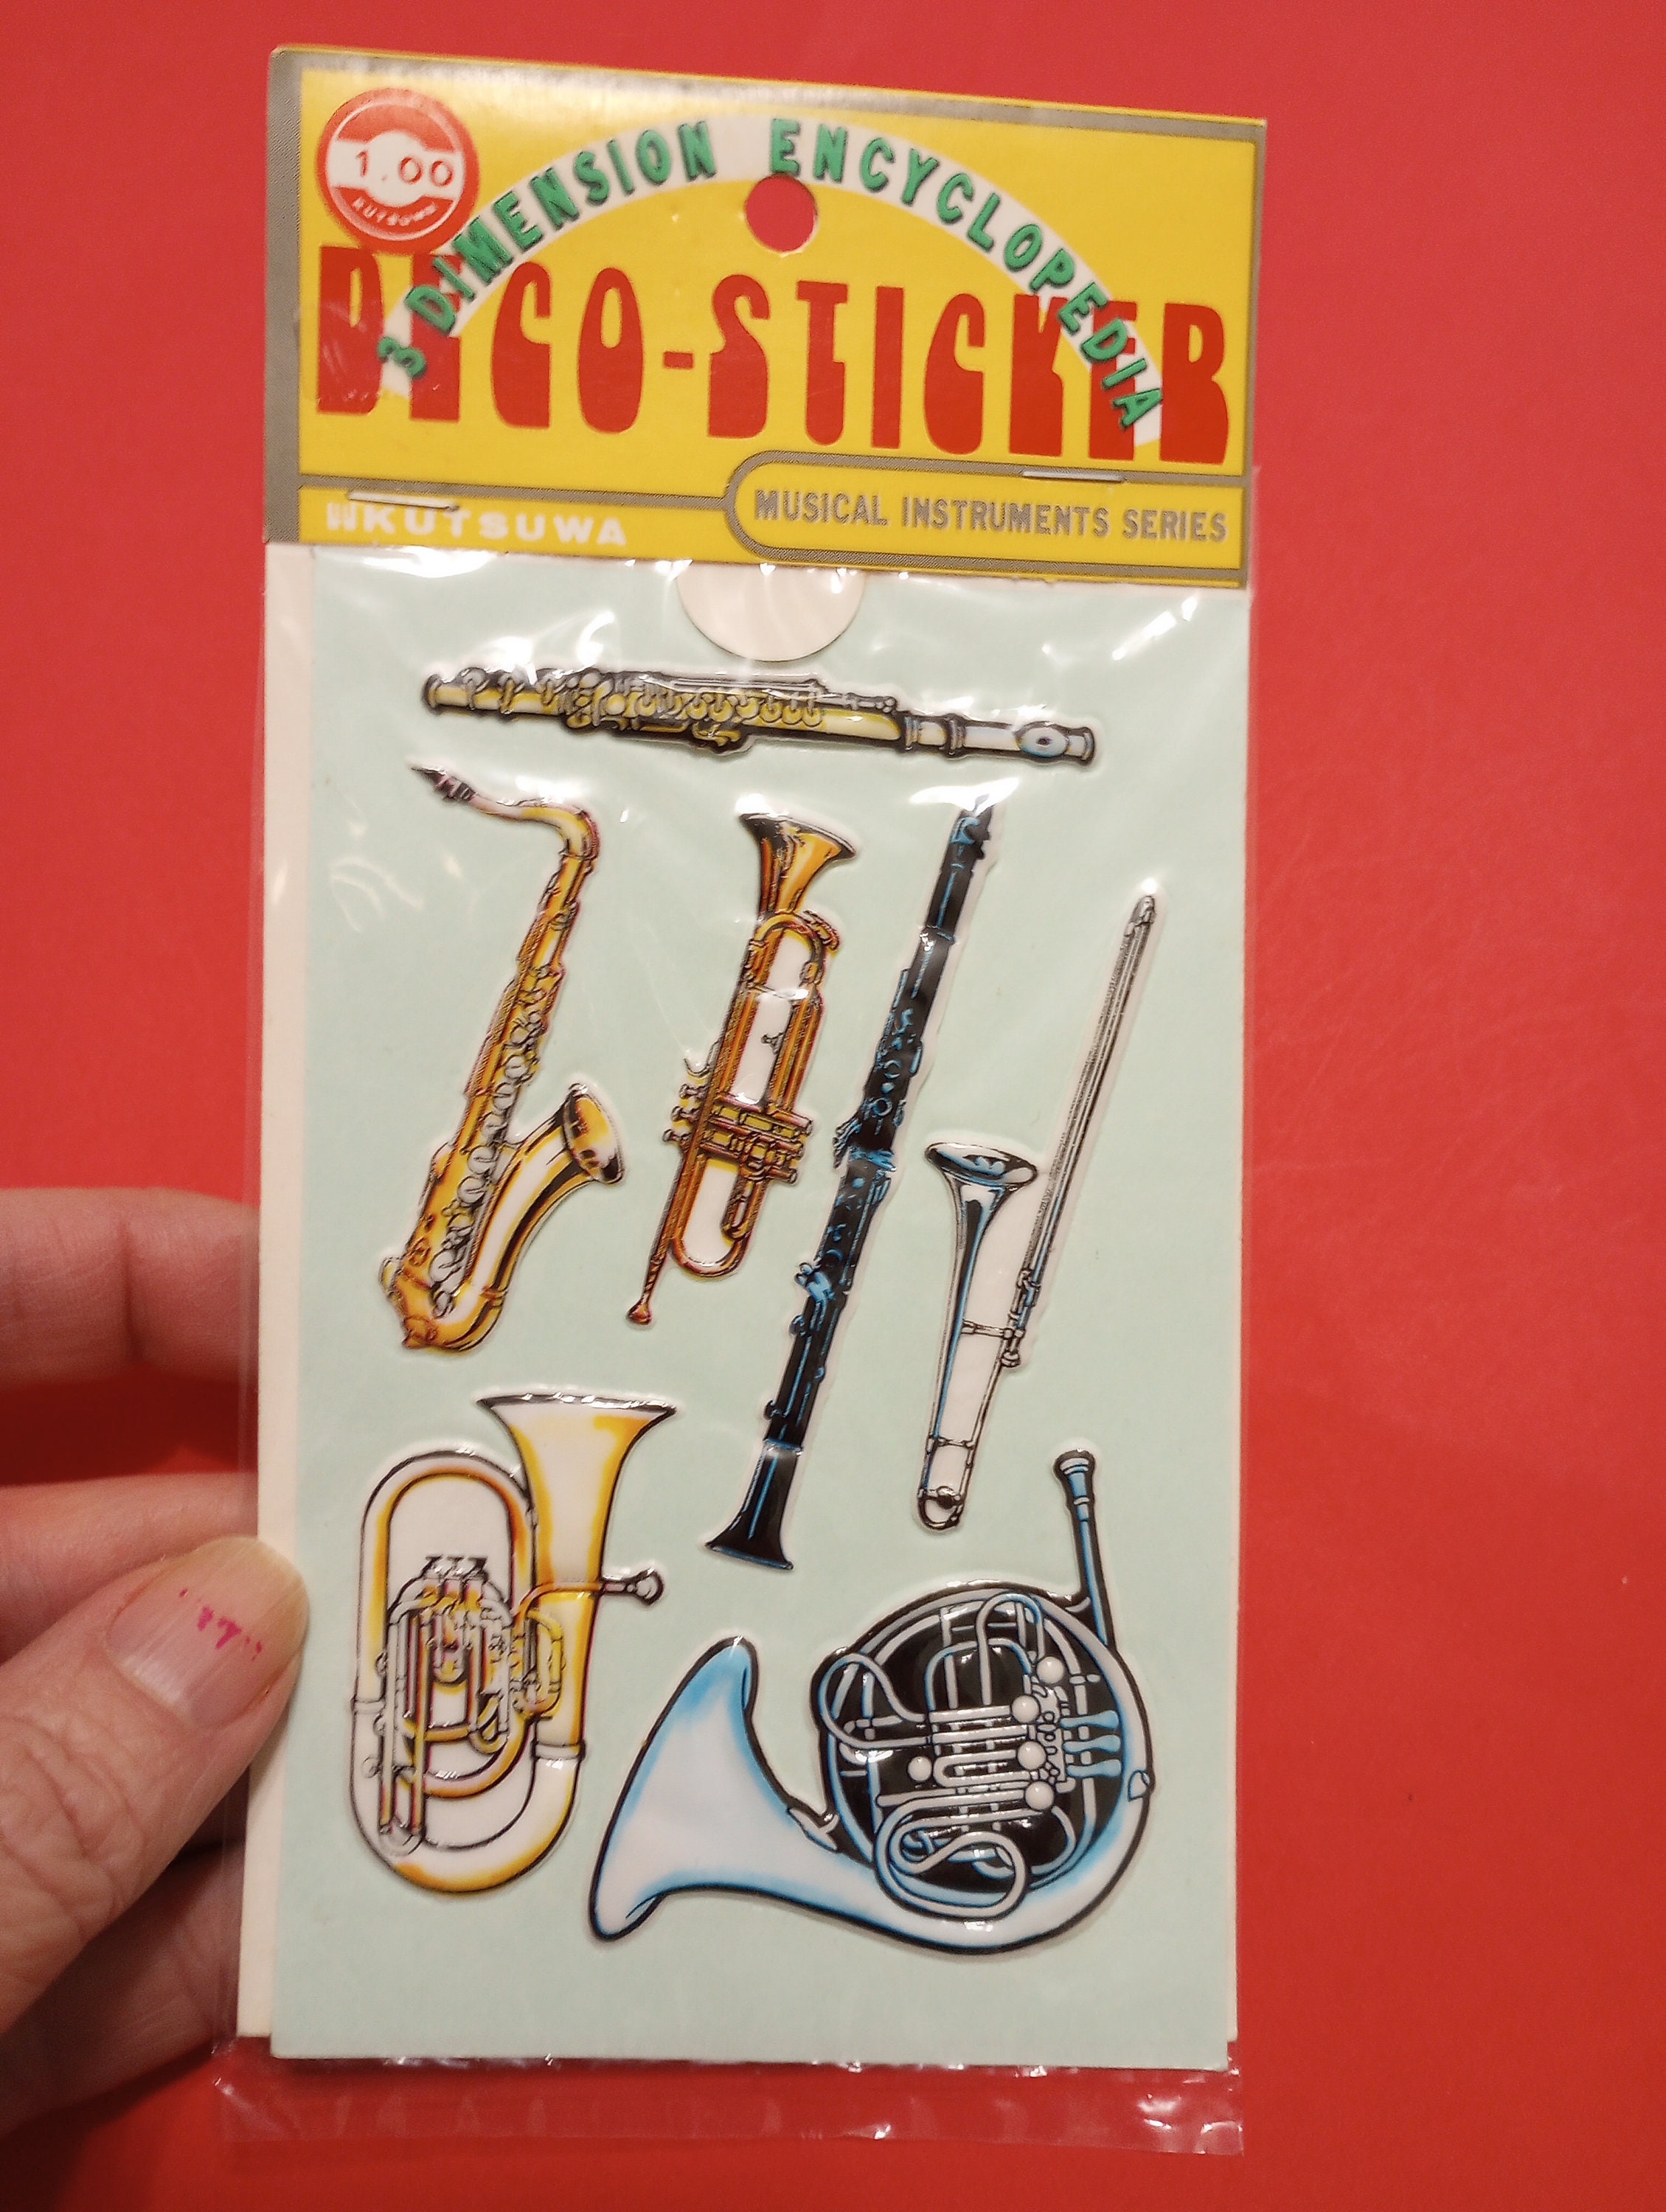 1.00
KUTSUWA
3 DIMENSION ENCYCLOPEDIA
DECO-STICKER
KUTSUWA
MUSICAL INSTRUMENTS SERIES